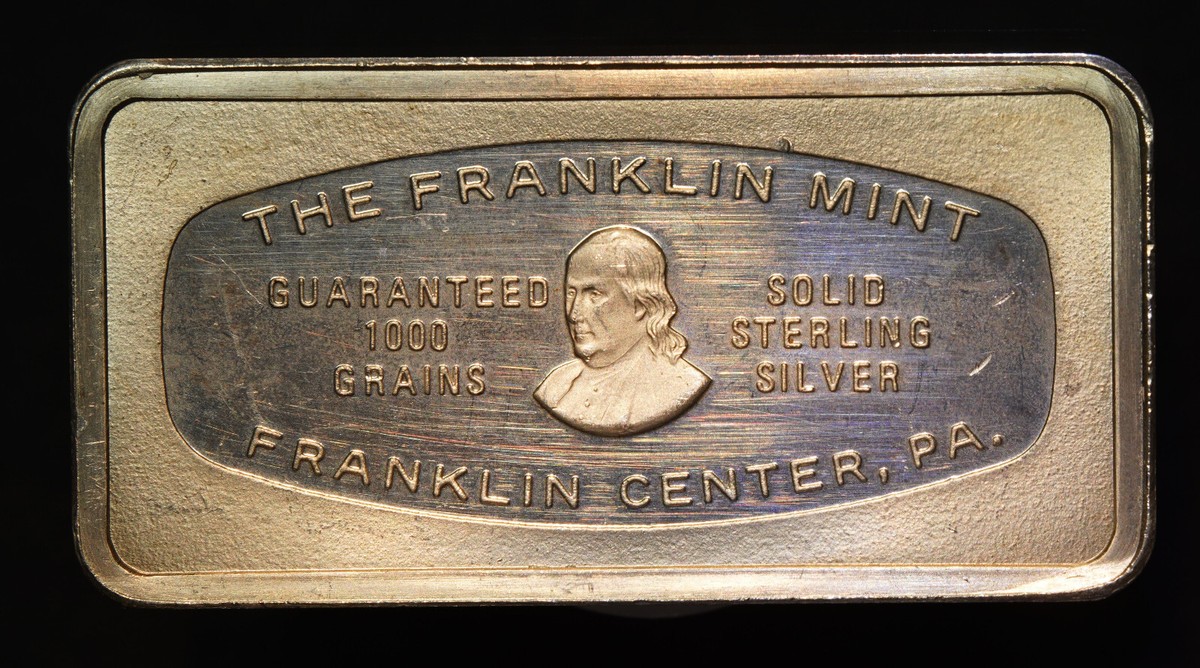 THE FRANKLIN MINT
GUARANTEED
1000
GRAINS
SOLID
STERLING
SILVER
FRANKLIN CENTER, PA.